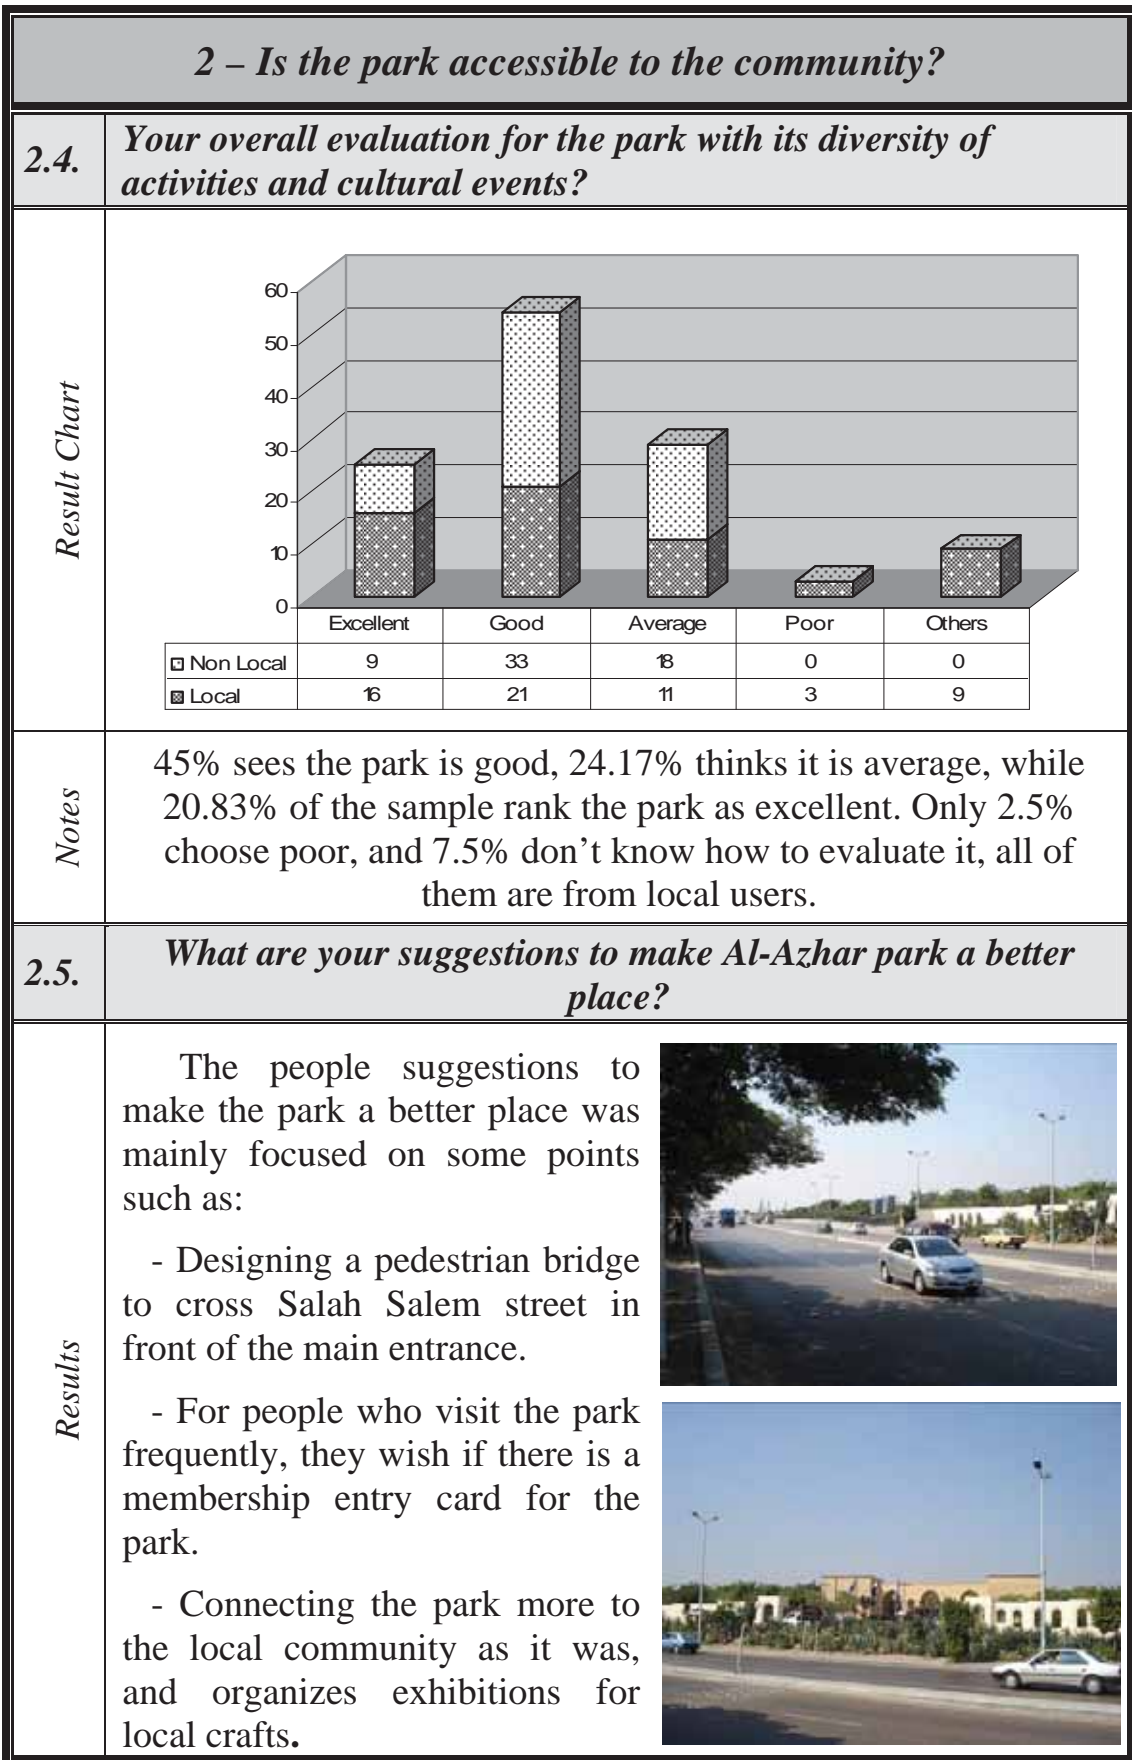 2 – Is the park accessible to the community?
2.4.
Your overall evaluation for the park with its diversity of
activities and cultural events?
Result Chart
60
50
40
30
20
10
0
Excellent Good Average Poor Others
Non Local 9 33 18 0 0
Local 16 21 11 3 9
Notes
45% sees the park is good, 24.17% thinks it is average, while
20.83% of the sample rank the park as excellent. Only 2.5%
choose poor, and 7.5% don't know how to evaluate it, all of
them are from local users.
2.5.
What are your suggestions to make Al-Azhar park a better
place?
Results
The people suggestions to
make the park a better place was
mainly focused on some points
such as:
- Designing a pedestrian bridge
to cross Salah Salem street in
front of the main entrance.
- For people who visit the park
frequently, they wish if there is a
membership entry card for the
park.
- Connecting the park more to
the local community as it was,
and organizes exhibitions for
local crafts.